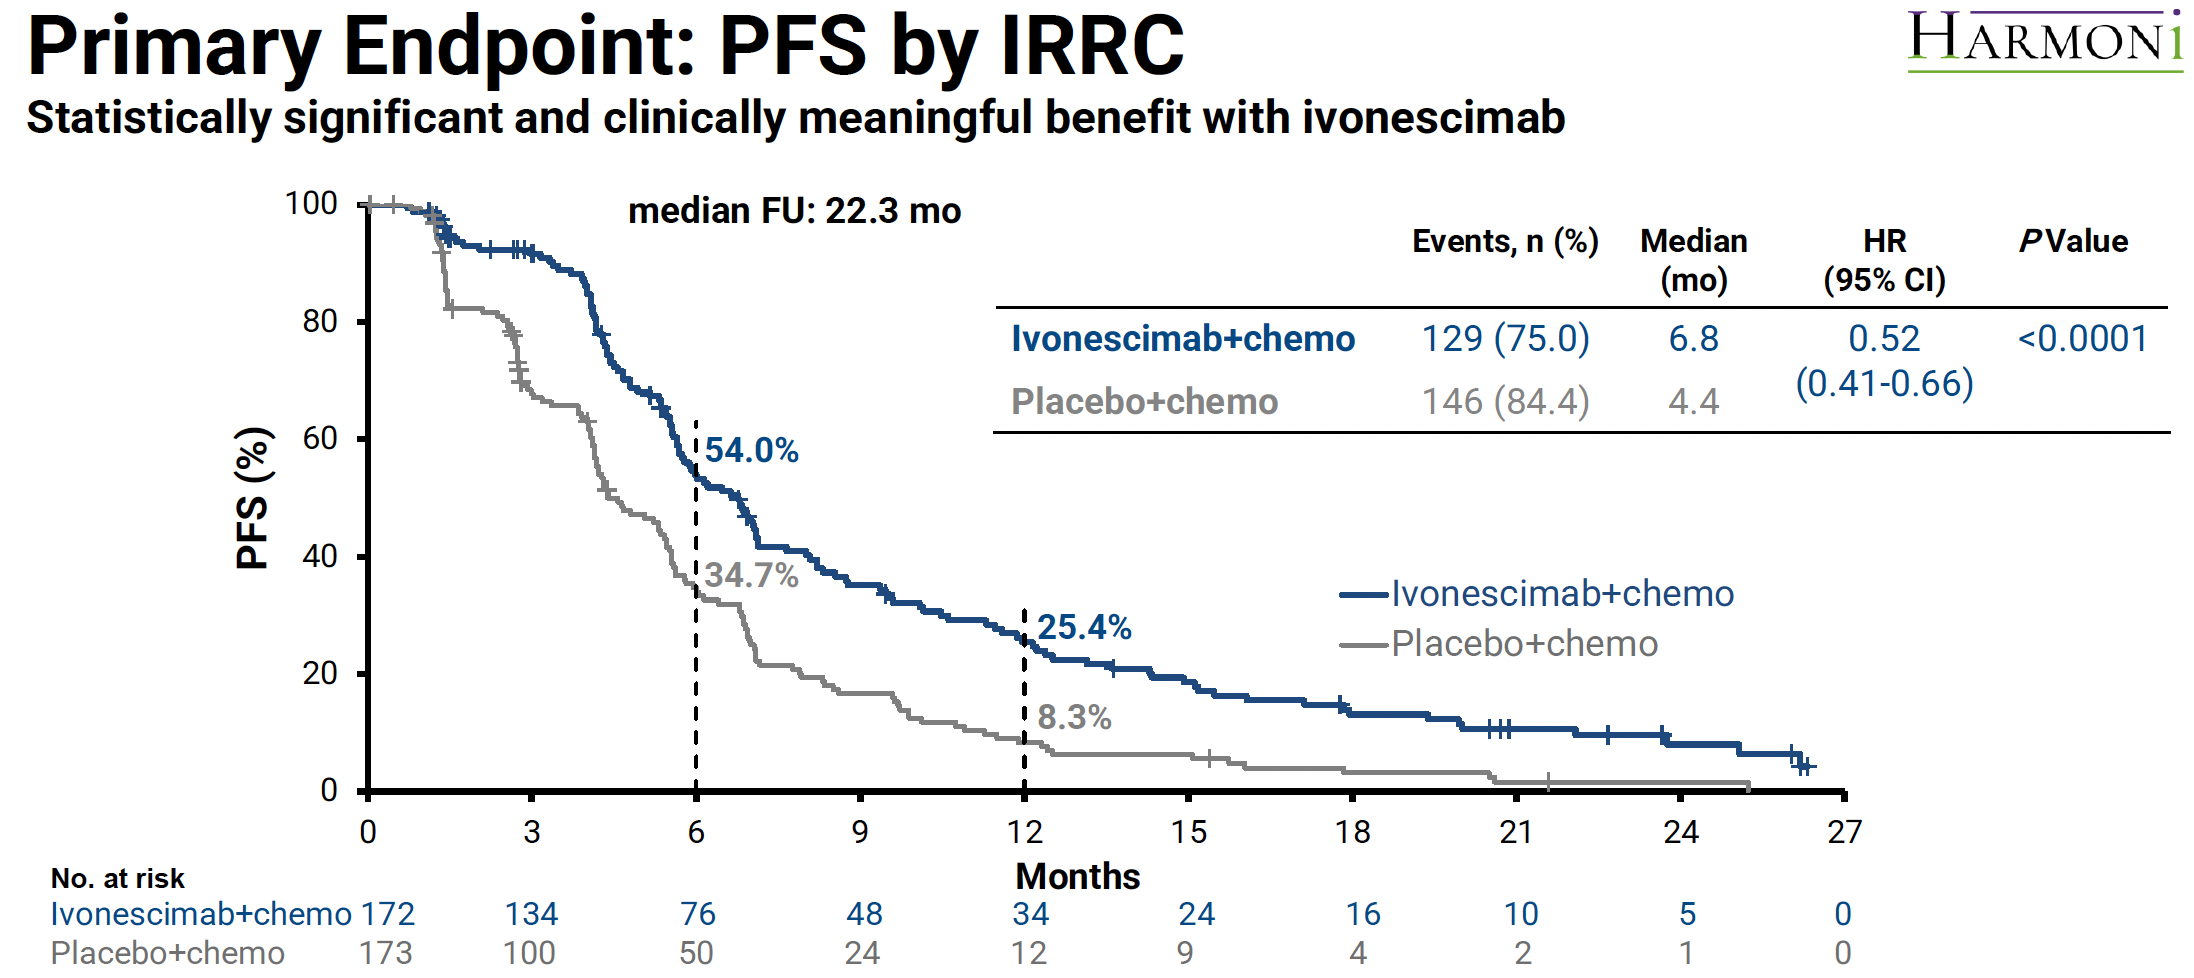 Primary Endpoint: PFS by IRRC
HARMONi
Statistically significant and clinically meaningful benefit with ivonescimab
median FU: 22.3 mo
Events, n (%) Median (mo) HR (95% CI) P Value
Ivonescimab+chemo 129 (75.0) 6.8 0.52 (0.41-0.66) <0.0001
Placebo+chemo 146 (84.4) 4.4
PFS (%)
100
80
60
40
20
0
54.0%
34.7%
25.4%
8.3%
Ivonescimab+chemo
Placebo+chemo
0 3 6 9 12 15 18 21 24 27
Months
No. at risk
Ivonescimab+chemo 172 134 76 48 34 24 16 10 5 0
Placebo+chemo 173 100 50 24 12 9 4 2 1 0